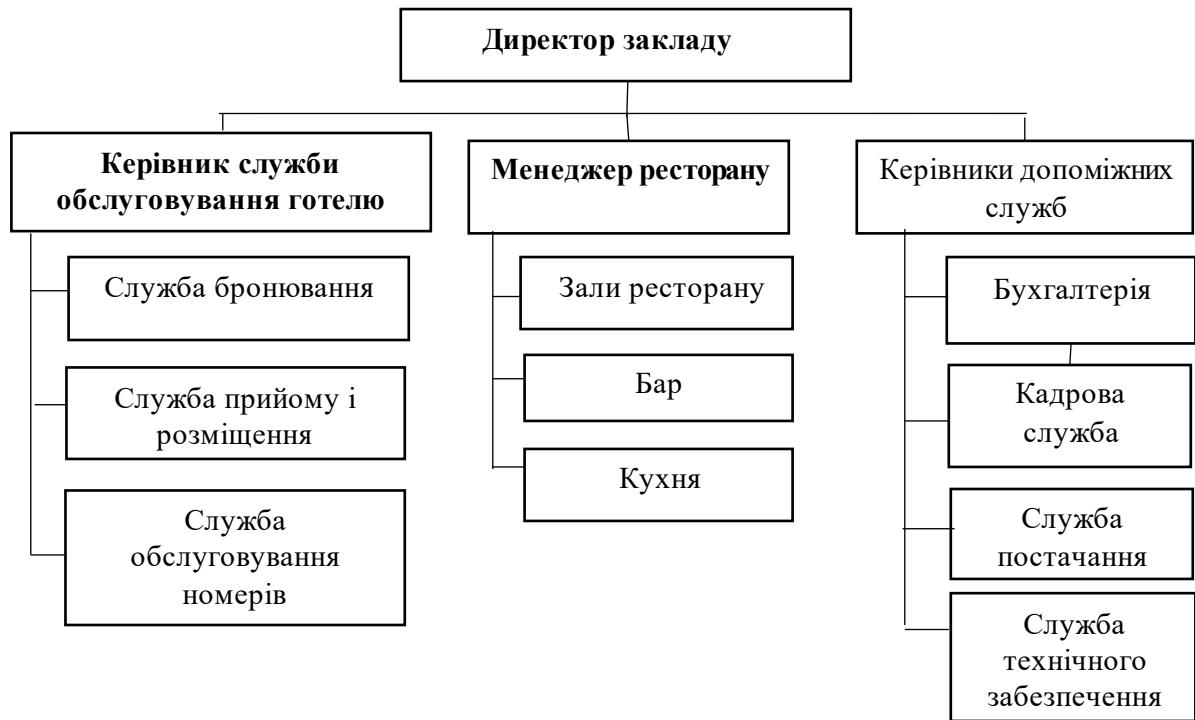 Директор закладу
Керівник служби
обслуговування готелю
Менеджер ресторану
Керівники допоміжних
служб
Служба бронювання
Служба прийому і
розміщення
Служба
обслуговування
номерів
Зали ресторану
Бар
Кухня
Бухгалтерія
Кадрова
служба
Служба
постачання
Служба
технічного
забезпечення